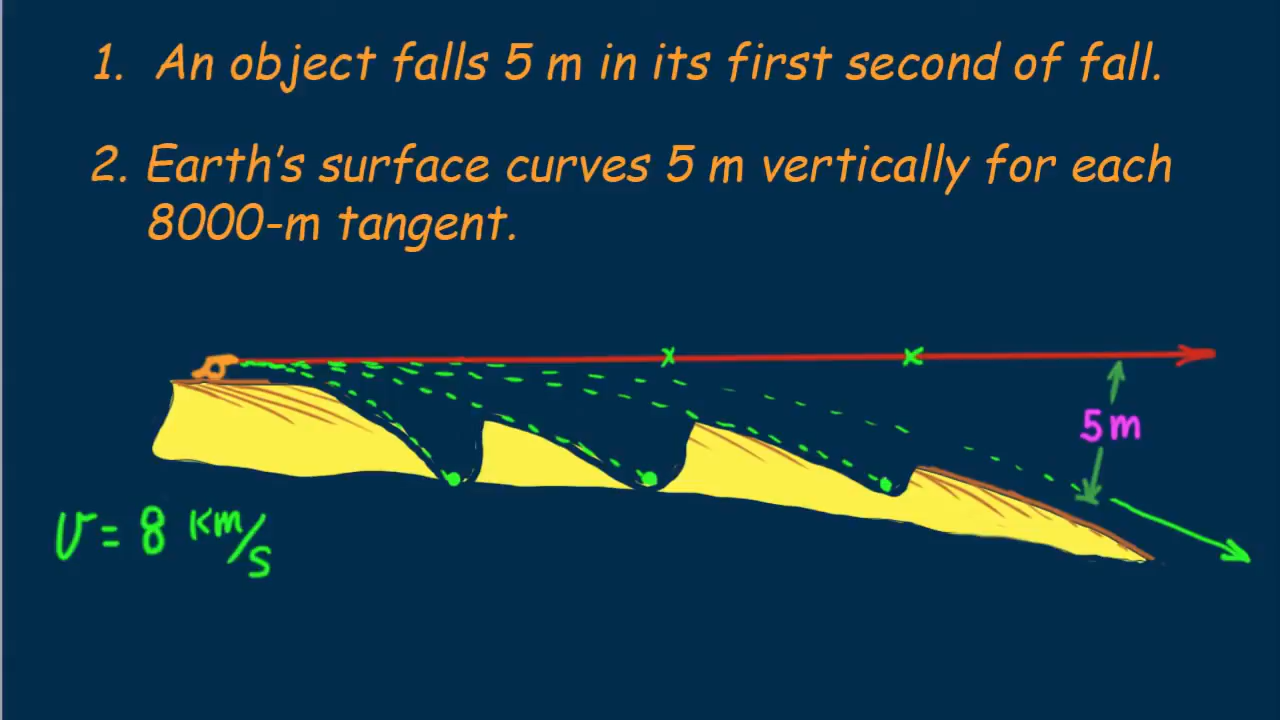 1. An object falls 5 m in its first second of fall.
2. Earth's surface curves 5 m vertically for each
8000-m tangent.
x x
5 m
v = 8 km/s